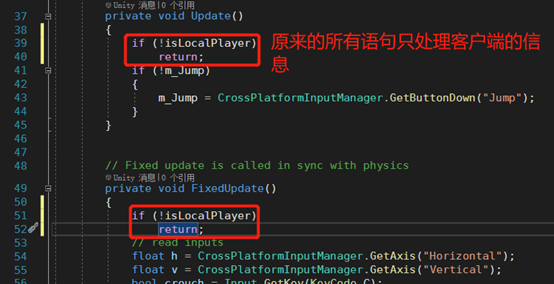 Unity 消息|0 个引用
37 private void Update()
38 {
39 if (!isLocalPlayer)
40 return;
41 if (!m_Jump)
42 {
43 m_Jump = CrossPlatformInputManager.GetButtonDown("Jump");
44 }
45 }
46
47
48 // Fixed update is called in sync with physics
Unity 消息|0 个引用
49 private void FixedUpdate()
50 {
51 if (!isLocalPlayer)
52 return;
53 // read inputs
54 float h = CrossPlatformInputManager.GetAxis("Horizontal");
55 float v = CrossPlatformInputManager.GetAxis("Vertical");
56 bool crouch = Input.GetKey(KeyCode.C);
原来的所有语句只处理客户端的信
息